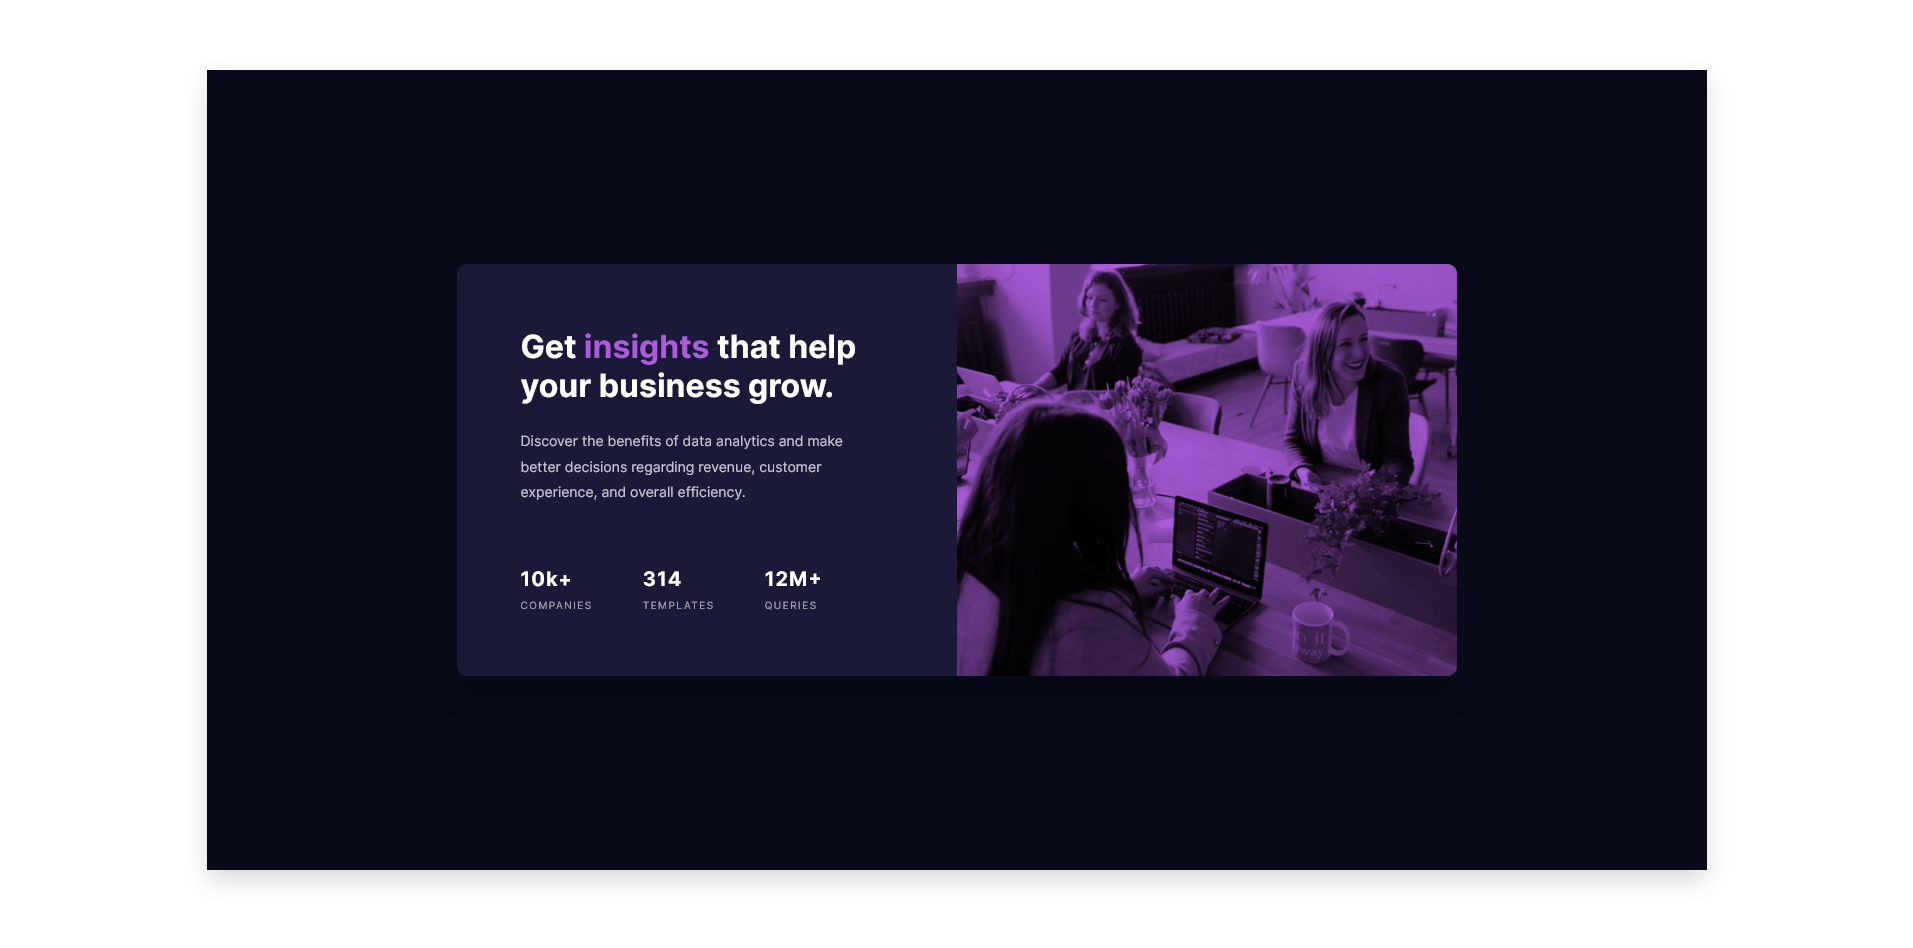 Get insights that help
your business grow.
Discover the benefits of data analytics and make
better decisions regarding revenue, customer
experience, and overall efficiency.
10k+ 314 12M+
COMPANIES TEMPLATES QUERIES